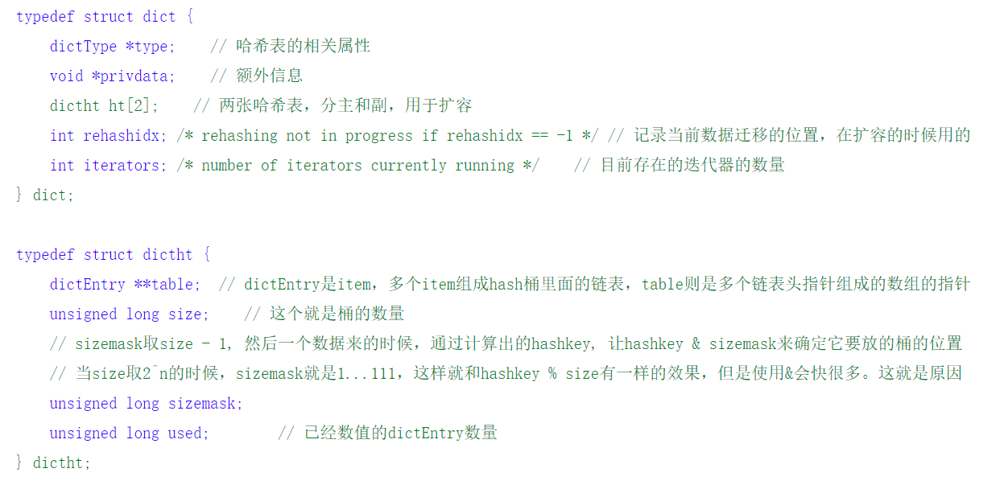 typedef struct dict {
    dictType *type;    // 哈希表的相关属性
    void *privdata;    // 额外信息
    dictht ht[2];    // 两张哈希表，分主和副，用于扩容
    int rehashidx; /* rehashing not in progress if rehashidx == -1 */ // 记录当前数据迁移的位置，在扩容的时候用的
    int iterators; /* number of iterators currently running */    // 目前存在的迭代器的数量
} dict;

typedef struct dictht {
    dictEntry **table;  // dictEntry是item，多个item组成hash桶里面的链表，table则是多个链表头指针组成的数组的指针
    unsigned long size;    // 这个就是桶的数量
    // sizemask取size - 1, 然后一个数据来的时候，通过计算出的hashkey, 让hashkey & sizemask来确定它要放的桶的位置
    // 当size取2^n的时候，sizemask就是1...111，这样就和hashkey % size有一样的效果，但是使用&会快很多。这就是原因
    unsigned long sizemask;
    unsigned long used;        // 已经数值的dictEntry数量
} dictht;